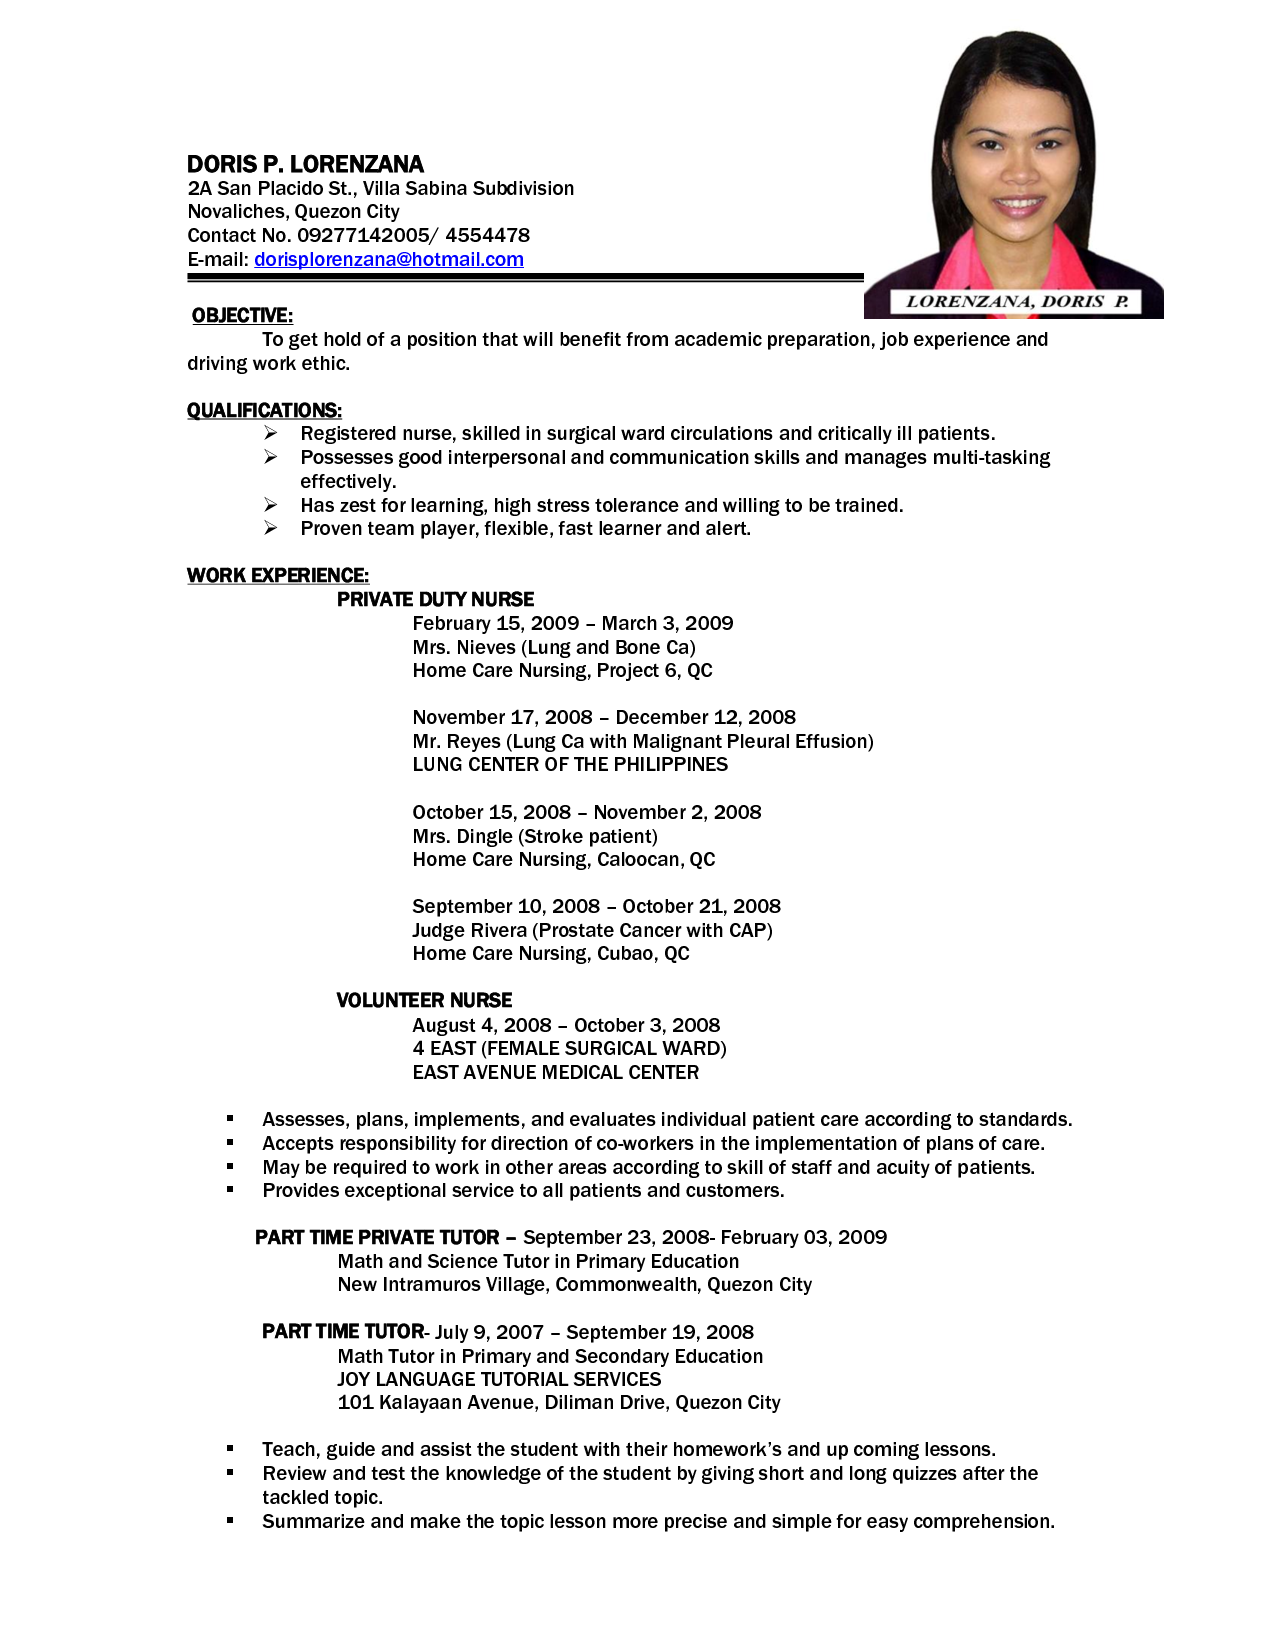 DORIS P. LORENZANA
2A San Placido St., Villa Sabina Subdivision
Novaliches, Quezon City
Contact No. 09277142005/ 4554478
E-mail: dorisplorenzana@hotmail.com
LORENZANA, DORIS P.
OBJECTIVE:
To get hold of a position that will benefit from academic preparation, job experience and
driving work ethic.
QUALIFICATIONS:
➢ Registered nurse, skilled in surgical ward circulations and critically ill patients.
➢ Possesses good interpersonal and communication skills and manages multi-tasking
effectively.
➢ Has zest for learning, high stress tolerance and willing to be trained.
➢ Proven team player, flexible, fast learner and alert.
WORK EXPERIENCE:
PRIVATE DUTY NURSE
February 15, 2009 – March 3, 2009
Mrs. Nieves (Lung and Bone Ca)
Home Care Nursing, Project 6, QC
November 17, 2008 – December 12, 2008
Mr. Reyes (Lung Ca with Malignant Pleural Effusion)
LUNG CENTER OF THE PHILIPPINES
October 15, 2008 – November 2, 2008
Mrs. Dingle (Stroke patient)
Home Care Nursing, Caloocan, QC
September 10, 2008 – October 21, 2008
Judge Rivera (Prostate Cancer with CAP)
Home Care Nursing, Cubao, QC
VOLUNTEER NURSE
August 4, 2008 – October 3, 2008
4 EAST (FEMALE SURGICAL WARD)
EAST AVENUE MEDICAL CENTER
▪ Assesses, plans, implements, and evaluates individual patient care according to standards.
▪ Accepts responsibility for direction of co-workers in the implementation of plans of care.
▪ May be required to work in other areas according to skill of staff and acuity of patients.
▪ Provides exceptional service to all patients and customers.
PART TIME PRIVATE TUTOR – September 23, 2008- February 03, 2009
Math and Science Tutor in Primary Education
New Intramuros Village, Commonwealth, Quezon City
PART TIME TUTOR- July 9, 2007 – September 19, 2008
Math Tutor in Primary and Secondary Education
JOY LANGUAGE TUTORIAL SERVICES
101 Kalayaan Avenue, Diliman Drive, Quezon City
▪ Teach, guide and assist the student with their homework's and up coming lessons.
▪ Review and test the knowledge of the student by giving short and long quizzes after the
tackled topic.
▪ Summarize and make the topic lesson more precise and simple for easy comprehension.